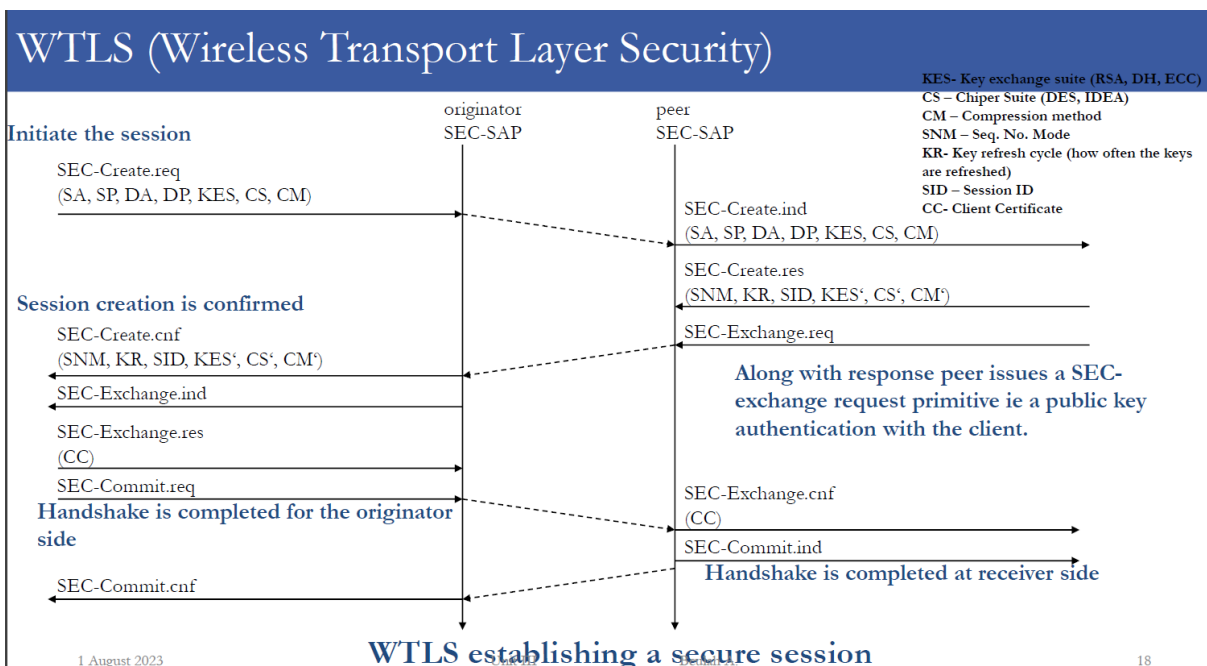 WTLS (Wireless Transport Layer Security)
KES- Key exchange suite (RSA, DH, ECC)
CS – Chiper Suite (DES, IDEA)
CM – Compression method
SNM – Seq. No. Mode
KR- Key refresh cycle (how often the keys
are refreshed)
SID – Session ID
CC- Client Certificate
originator
SEC-SAP
peer
SEC-SAP
Initiate the session
SEC-Create.req
(SA, SP, DA, DP, KES, CS, CM)
SEC-Create.ind
(SA, SP, DA, DP, KES, CS, CM)
SEC-Create.res
(SNM, KR, SID, KES‘, CS‘, CM‘)
Session creation is confirmed
SEC-Create.cnf
(SNM, KR, SID, KES‘, CS‘, CM‘)
SEC-Exchange.req
Along with response peer issues a SEC-
exchange request primitive ie a public key
authentication with the client.
SEC-Exchange.ind
SEC-Exchange.res
(CC)
SEC-Commit.req
Handshake is completed for the originator
side
SEC-Exchange.cnf
(CC)
SEC-Commit.ind
Handshake is completed at receiver side
SEC-Commit.cnf
WTLS establishing a secure session
1 August 2023
Unit III
Beulah A.
18